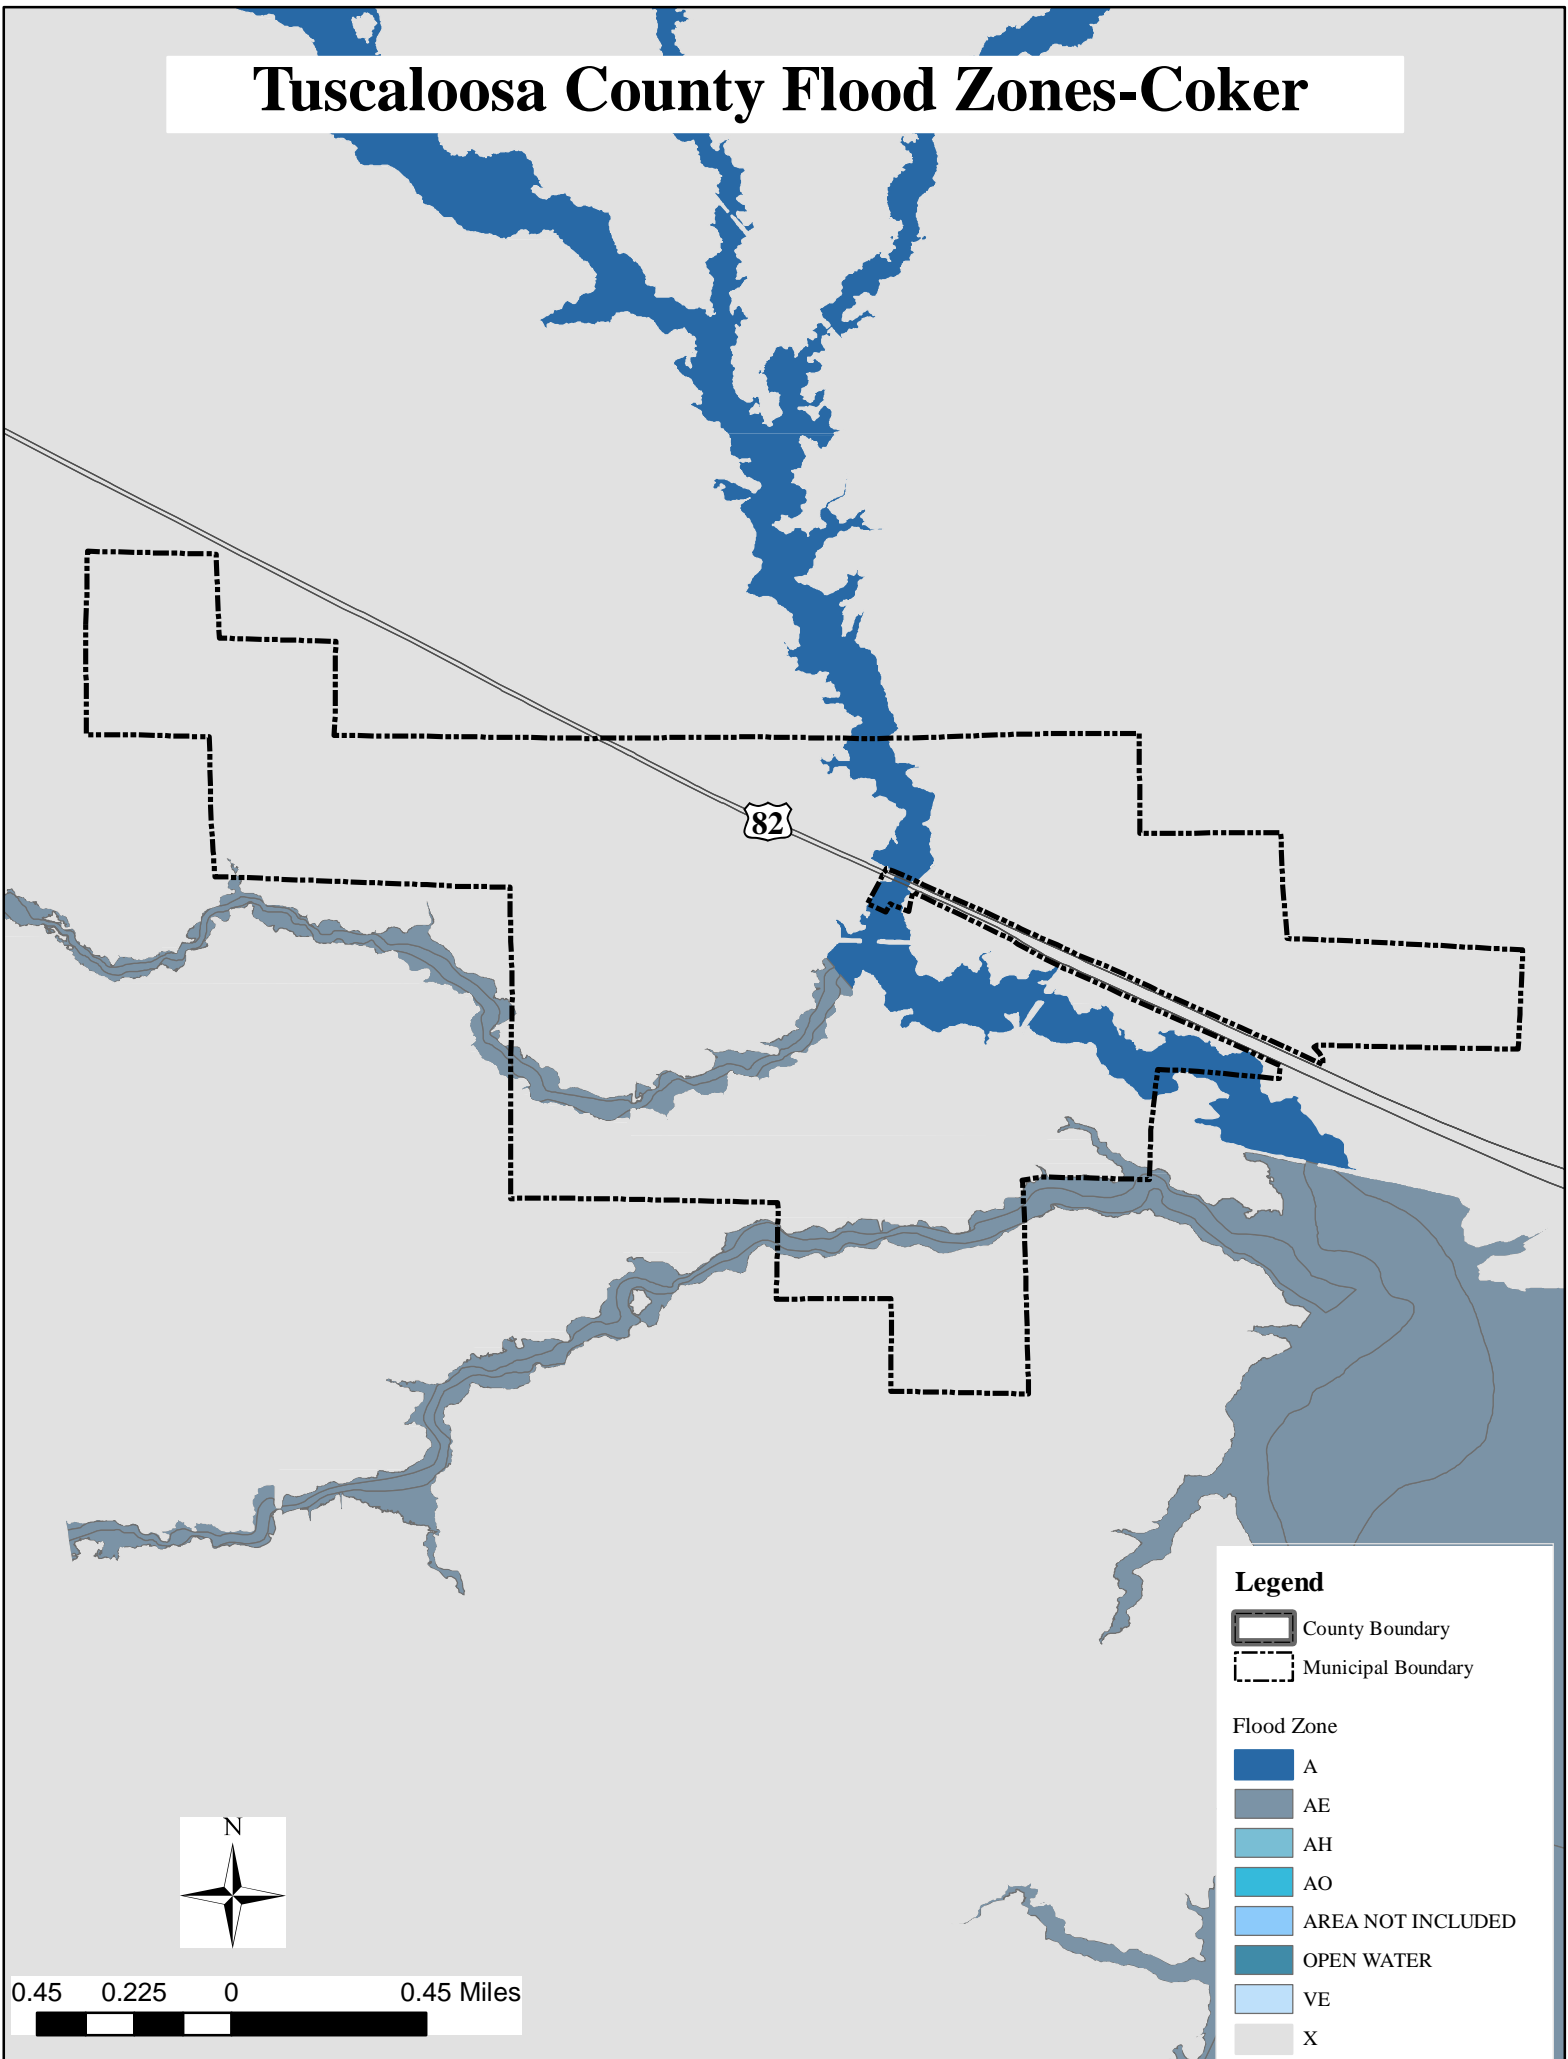 Tuscaloosa County Flood Zones-Coker
82
Legend
County Boundary
Municipal Boundary
Flood Zone
A
AE
AH
AO
AREA NOT INCLUDED
OPEN WATER
VE
X
N
0.45 0.225 0 0.45 Miles